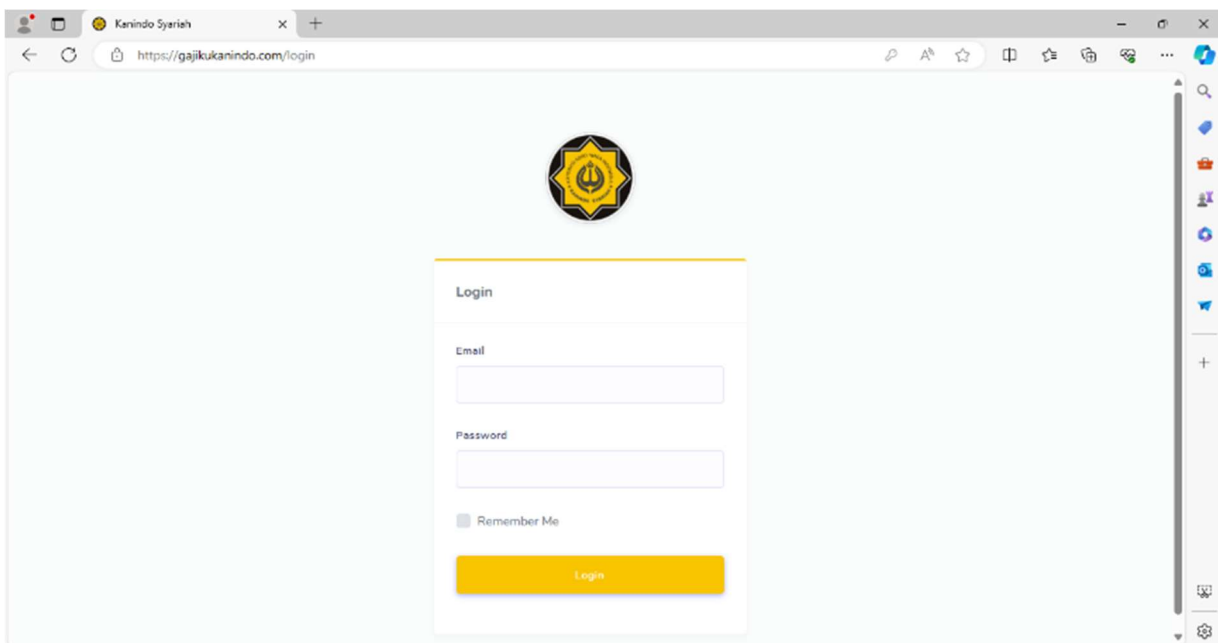 Kanindo Syariah
https://gajikukanindo.com/login
Login
Email
Password
Remember Me
Login